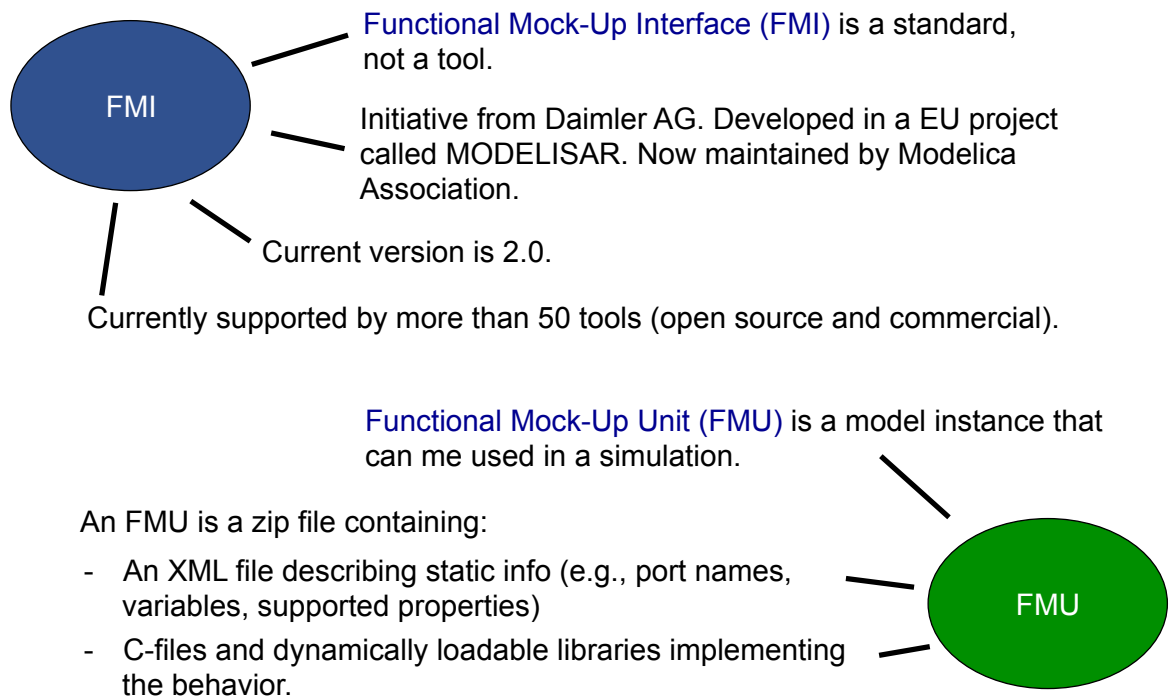 Functional Mock-Up Interface (FMI) is a standard,
not a tool.
FMI
Initiative from Daimler AG. Developed in a EU project
called MODELISAR. Now maintained by Modelica
Association.
Current version is 2.0.
Currently supported by more than 50 tools (open source and commercial).
Functional Mock-Up Unit (FMU) is a model instance that
can me used in a simulation.
An FMU is a zip file containing:
- An XML file describing static info (e.g., port names,
variables, supported properties)
FMU
- C-files and dynamically loadable libraries implementing
the behavior.